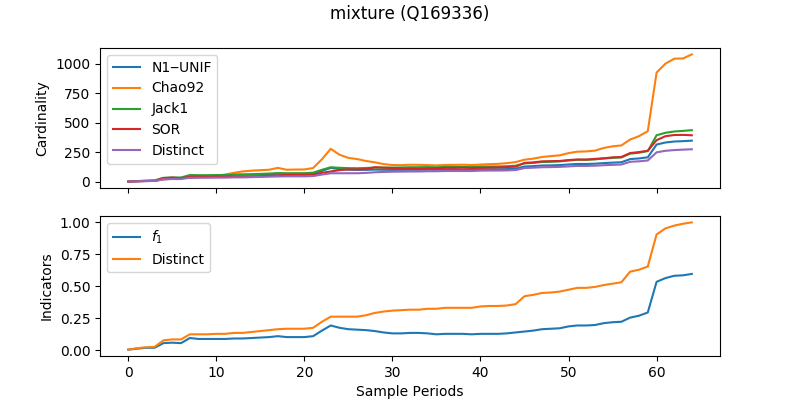 mixture (Q169336)
Cardinality
1000
750
500
250
0
N1−UNIF
Chao92
Jack1
SOR
Distinct
Indicators
1.00
0.75
0.50
0.25
0.00
f₁
Distinct
0 10 20 30 40 50 60
Sample Periods